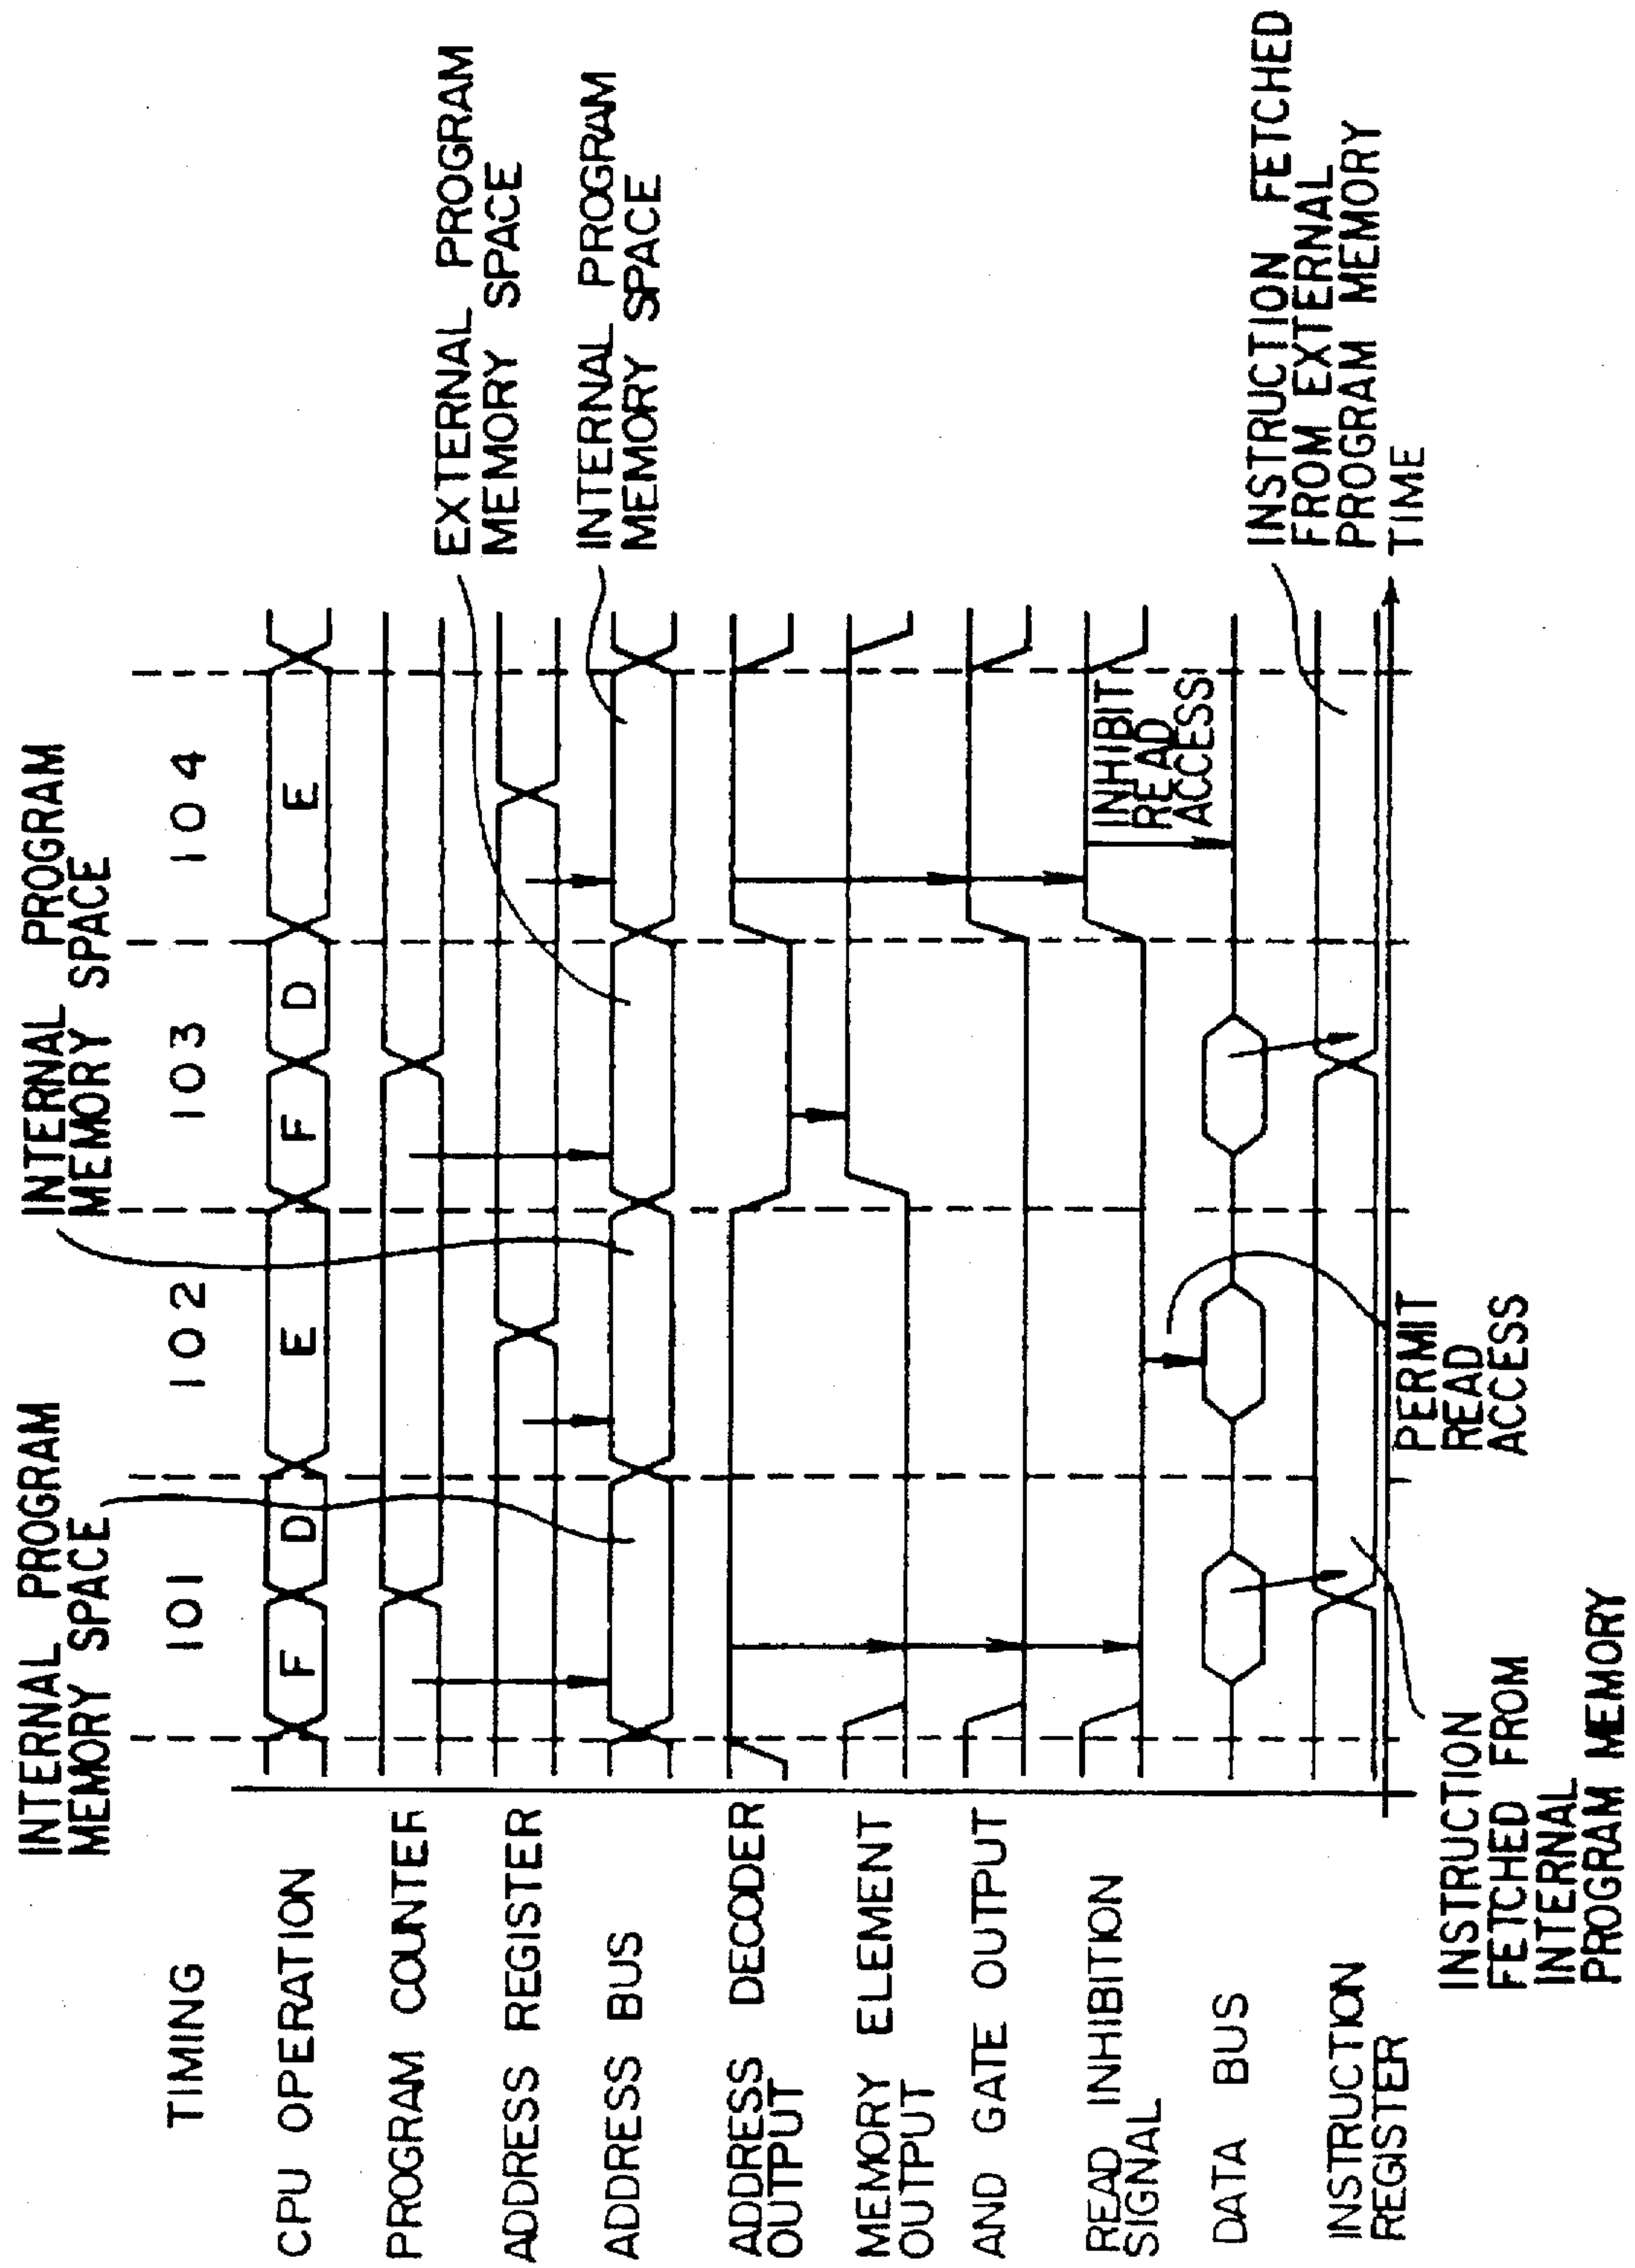 INTERNAL PROGRAM
MEMORY SPACE
INTERNAL PROGRAM
MEMORY SPACE
TIMING
101
102
103
104
CPU OPERATION
F
D
E
F
D
E
PROGRAM COUNTER
EXTERNAL PROGRAM
MEMORY SPACE
ADDRESS REGISTER
INTERNAL PROGRAM
MEMORY SPACE
ADDRESS BUS
ADDRESS DECODER
OUTPUT
MEMORY ELEMENT
OUTPUT
AND GATE OUTPUT
READ INHIBITION
SIGNAL
INHIBIT
READ
ACCESS
DATA BUS
INSTRUCTION
REGISTER
INSTRUCTION FETCHED
FROM EXTERNAL
PROGRAM MEMORY
TIME
PERMIT
READ
ACCESS
INSTRUCTION
FETCHED FROM
INTERNAL
PROGRAM MEMORY